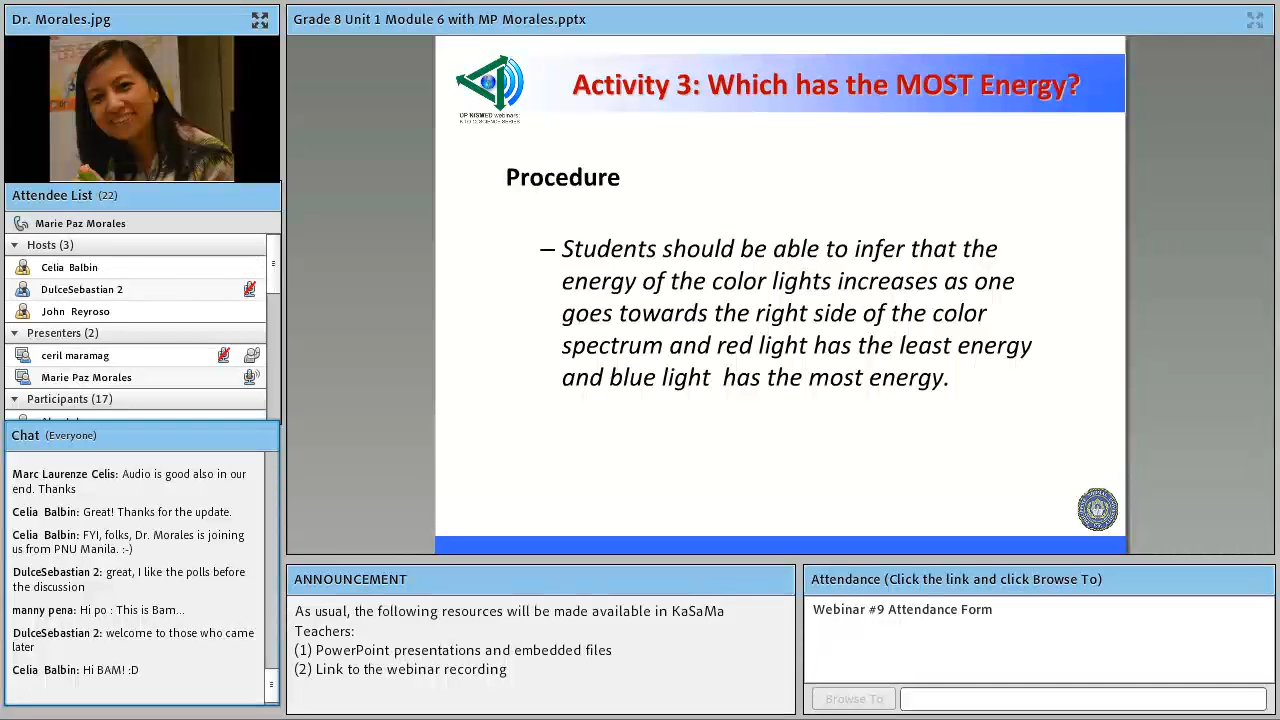 Dr. Morales.jpg
Attendee List (22)
Marie Paz Morales
Hosts (3)
Celia Balbin
DulceSebastian 2
John Reyroso
Presenters (2)
ceril maramag
Marie Paz Morales
Participants (17)
Chat (Everyone)
Marc Laurenze Celis: Audio is good also in our
end. Thanks
Celia Balbin: Great! Thanks for the update.
Celia Balbin: FYI, folks, Dr. Morales is joining
us from PNU Manila. :-)
DulceSebastian 2: great, I like the polls before
the discussion
manny pena: Hi po : This is Bam...
DulceSebastian 2: welcome to those who came
later
Celia Balbin: Hi BAM! :D
Grade 8 Unit 1 Module 6 with MP Morales.pptx
UP NISMED webinars:
K TO 12 SCIENCE SERIES
Activity 3: Which has the MOST Energy?
Procedure
– Students should be able to infer that the
energy of the color lights increases as one
goes towards the right side of the color
spectrum and red light has the least energy
and blue light has the most energy.
ANNOUNCEMENT
As usual, the following resources will be made available in KaSaMa
Teachers:
(1) PowerPoint presentations and embedded files
(2) Link to the webinar recording
Attendance (Click the link and click Browse To)
Webinar #9 Attendance Form
Browse To